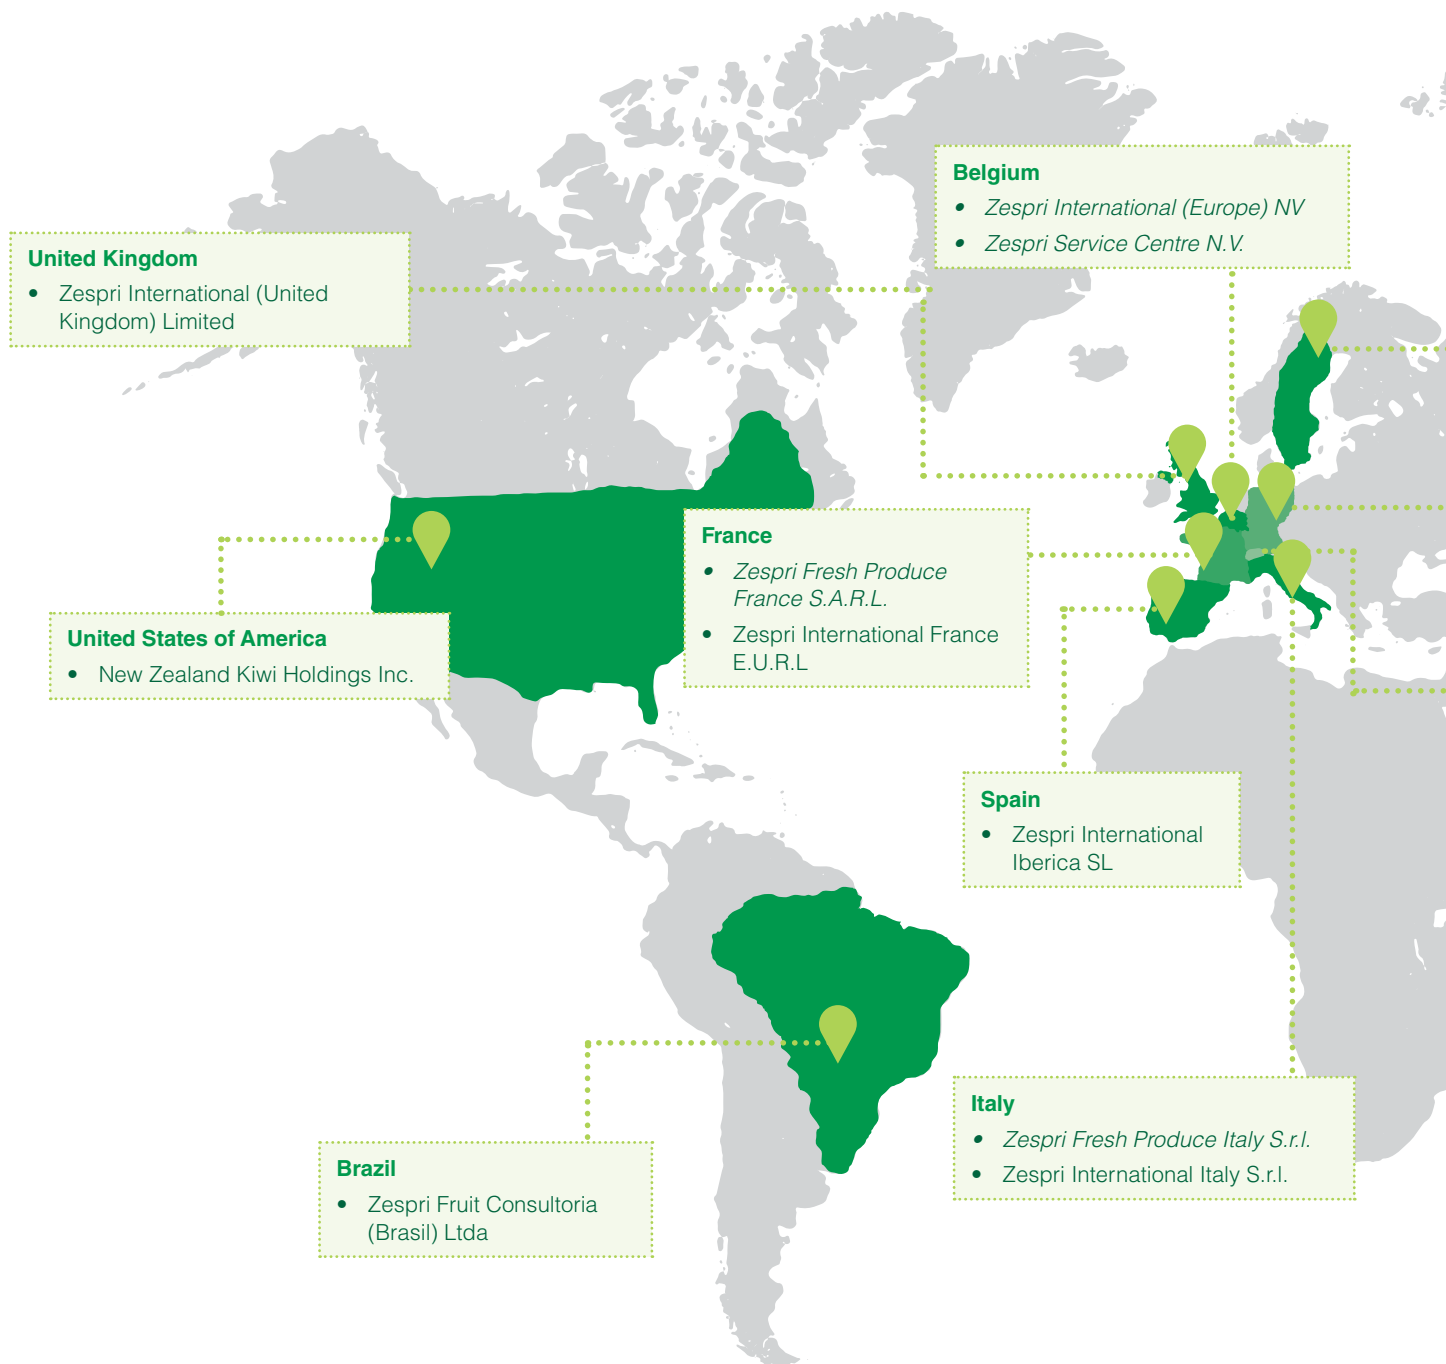 Belgium
• Zespri International (Europe) NV
• Zespri Service Centre N.V.
United Kingdom
• Zespri International (United
Kingdom) Limited
France
• Zespri Fresh Produce
France S.A.R.L.
• Zespri International France
E.U.R.L
United States of America
• New Zealand Kiwi Holdings Inc.
Spain
• Zespri International
Iberica SL
Italy
• Zespri Fresh Produce Italy S.r.l.
• Zespri International Italy S.r.l.
Brazil
• Zespri Fruit Consultoria
(Brasil) Ltda